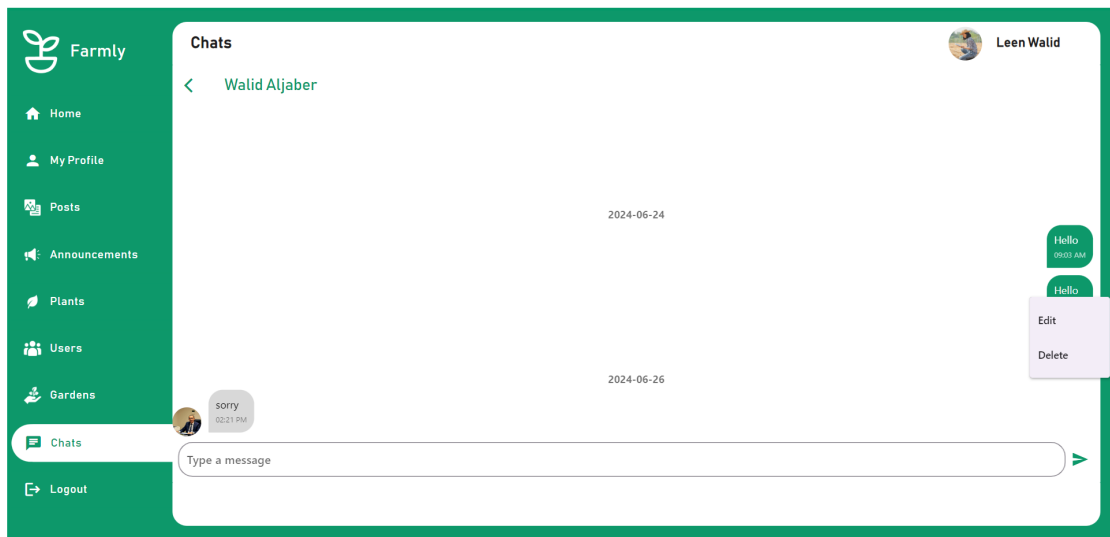 Farmly
Home
My Profile
Posts
Announcements
Plants
Users
Gardens
Chats
Logout
Chats
Leen Walid
Walid Aljaber
2024-06-24
Hello
09:03 AM
Hello
Edit
Delete
2024-06-26
sorry
02:21 PM
Type a message